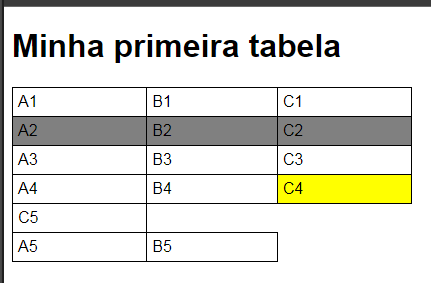 Minha primeira tabela
A1 B1 C1
A2 B2 C2
A3 B3 C3
A4 B4 C4
C5
A5 B5